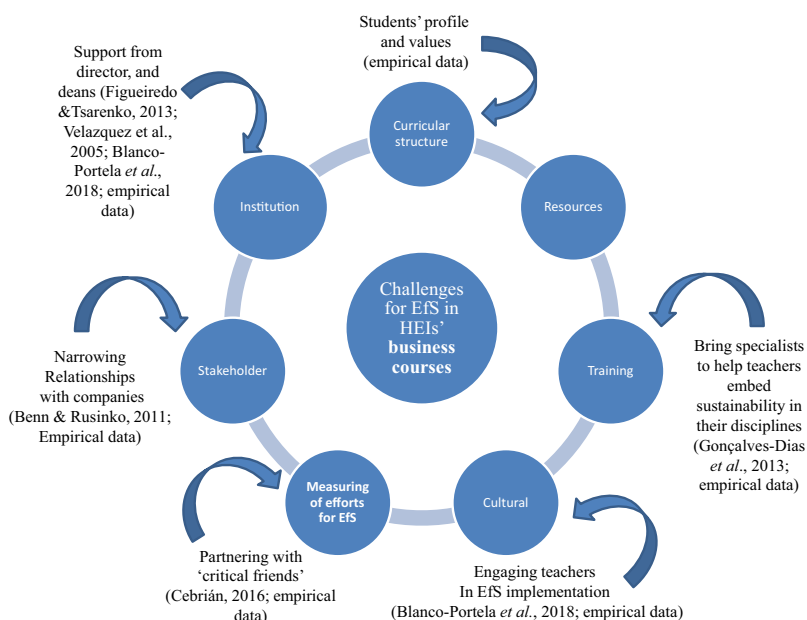 Students' profile
and values
(empirical data)
Support from
director, and
deans (Figueiredo
&Tsarenko, 2013;
Velazquez et al.,
2005; Blanco-
Portela et al.,
2018; empirical
data)
Curricular
structure
Institution
Resources
Challenges
for EfS in
HEIs'
business
courses
Stakeholder
Training
Narrowing
Relationships
with companies
(Benn & Rusinko, 2011;
Empirical data)
Bring specialists
to help teachers
embed
sustainability in
their disciplines
(Gonçalves-Dias
et al., 2013;
empirical data)
Measuring
of efforts
for EfS
Cultural
Partnering with
‘critical friends’
(Cebrián, 2016; empirical
data)
Engaging teachers
In EfS implementation
(Blanco-Portela et al., 2018; empirical data)